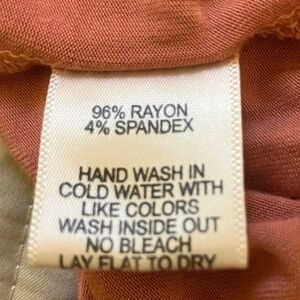 96% RAYON
4% SPANDEX
HAND WASH IN
COLD WATER WITH
LIKE COLORS
WASH INSIDE OUT
NO BLEACH
LAY FLAT TO DRY